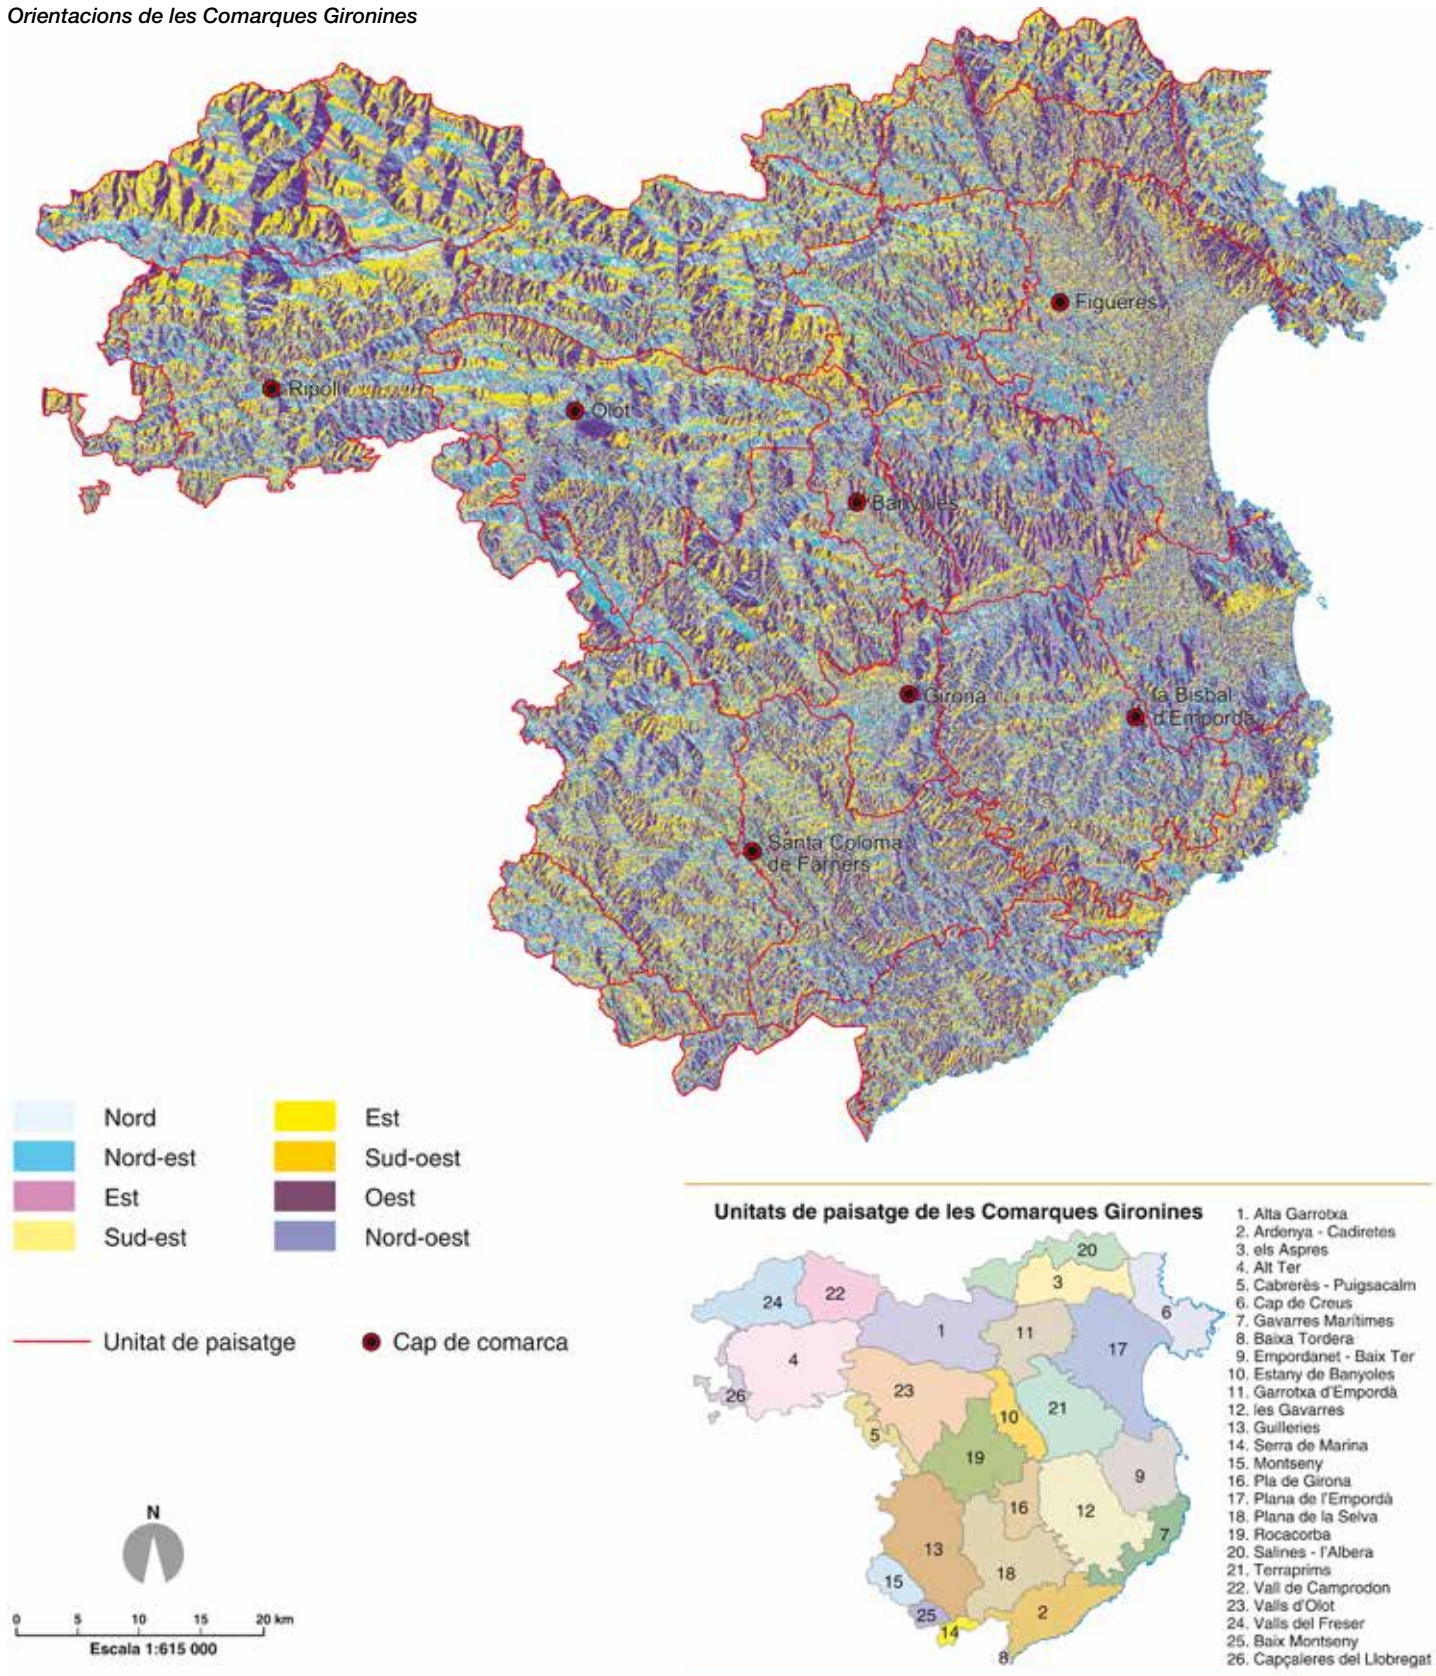 Orientacions de les Comarques Gironines
Figueres
Ripoll
Olot
Banyoles
Girona
la Bisbal
d'Empordà
Santa Coloma
de Farners
Nord
Nord-est
Est
Sud-est
Est
Sud-oest
Oest
Nord-oest
Unitat de paisatge
Cap de comarca
N
0 5 10 15 20 km
Escala 1:615 000
Unitats de paisatge de les Comarques Gironines
20
3
24
22
6
1
11
17
4
23
26
10
21
5
19
9
16
12
7
13
18
15
2
25
14
8
1. Alta Garrotxa
2. Ardenya - Cadiretes
3. els Aspres
4. Alt Ter
5. Cabrerès - Puigsacalm
6. Cap de Creus
7. Gavarres Marítimes
8. Baixa Tordera
9. Empordanet - Baix Ter
10. Estany de Banyoles
11. Garrotxa d'Empordà
12. les Gavarres
13. Guilleries
14. Serra de Marina
15. Montseny
16. Pla de Girona
17. Plana de l'Empordà
18. Plana de la Selva
19. Rocacorba
20. Salines - l'Albera
21. Terraprims
22. Vall de Camprodon
23. Valls d'Olot
24. Valls del Freser
25. Baix Montseny
26. Capçaleres del Llobregat